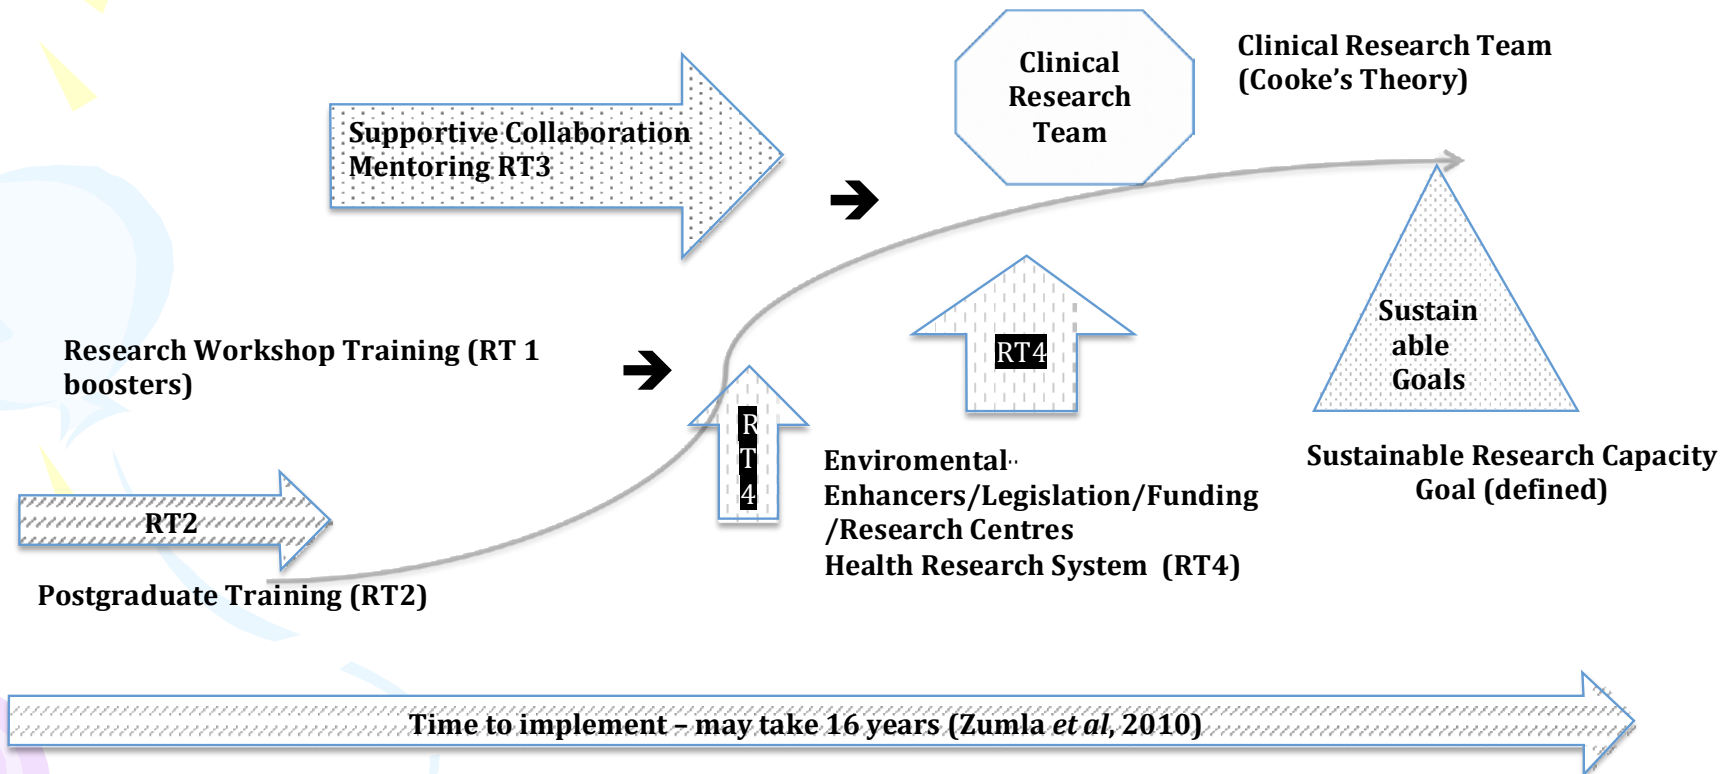 Clinical
Research
Team
Clinical Research Team
(Cooke’s Theory)
Supportive Collaboration
Mentoring RT3
Research Workshop Training (RT 1
boosters)
RT4
R
T
4
Sustain
able
Goals
Enviromental
Enhancers/Legislation/Funding
/Research Centres
Health Research System (RT4)
Sustainable Research Capacity
Goal (defined)
RT2
Postgraduate Training (RT2)
Time to implement – may take 16 years (Zumla et al, 2010)